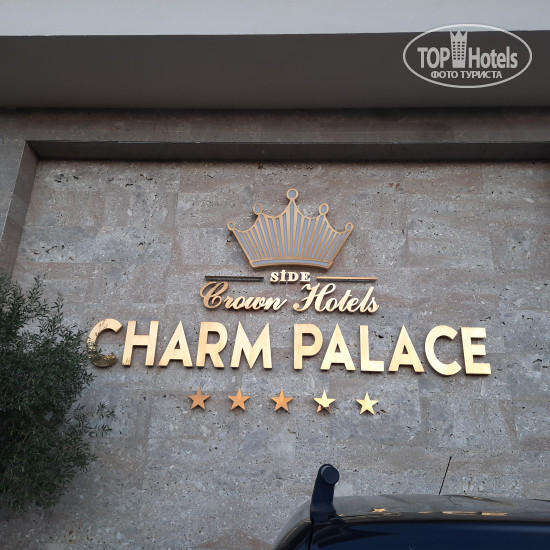 TOP Hotels
ФОТО ТУРИСТА
SİDE
Crown Hotels
CHARM PALACE